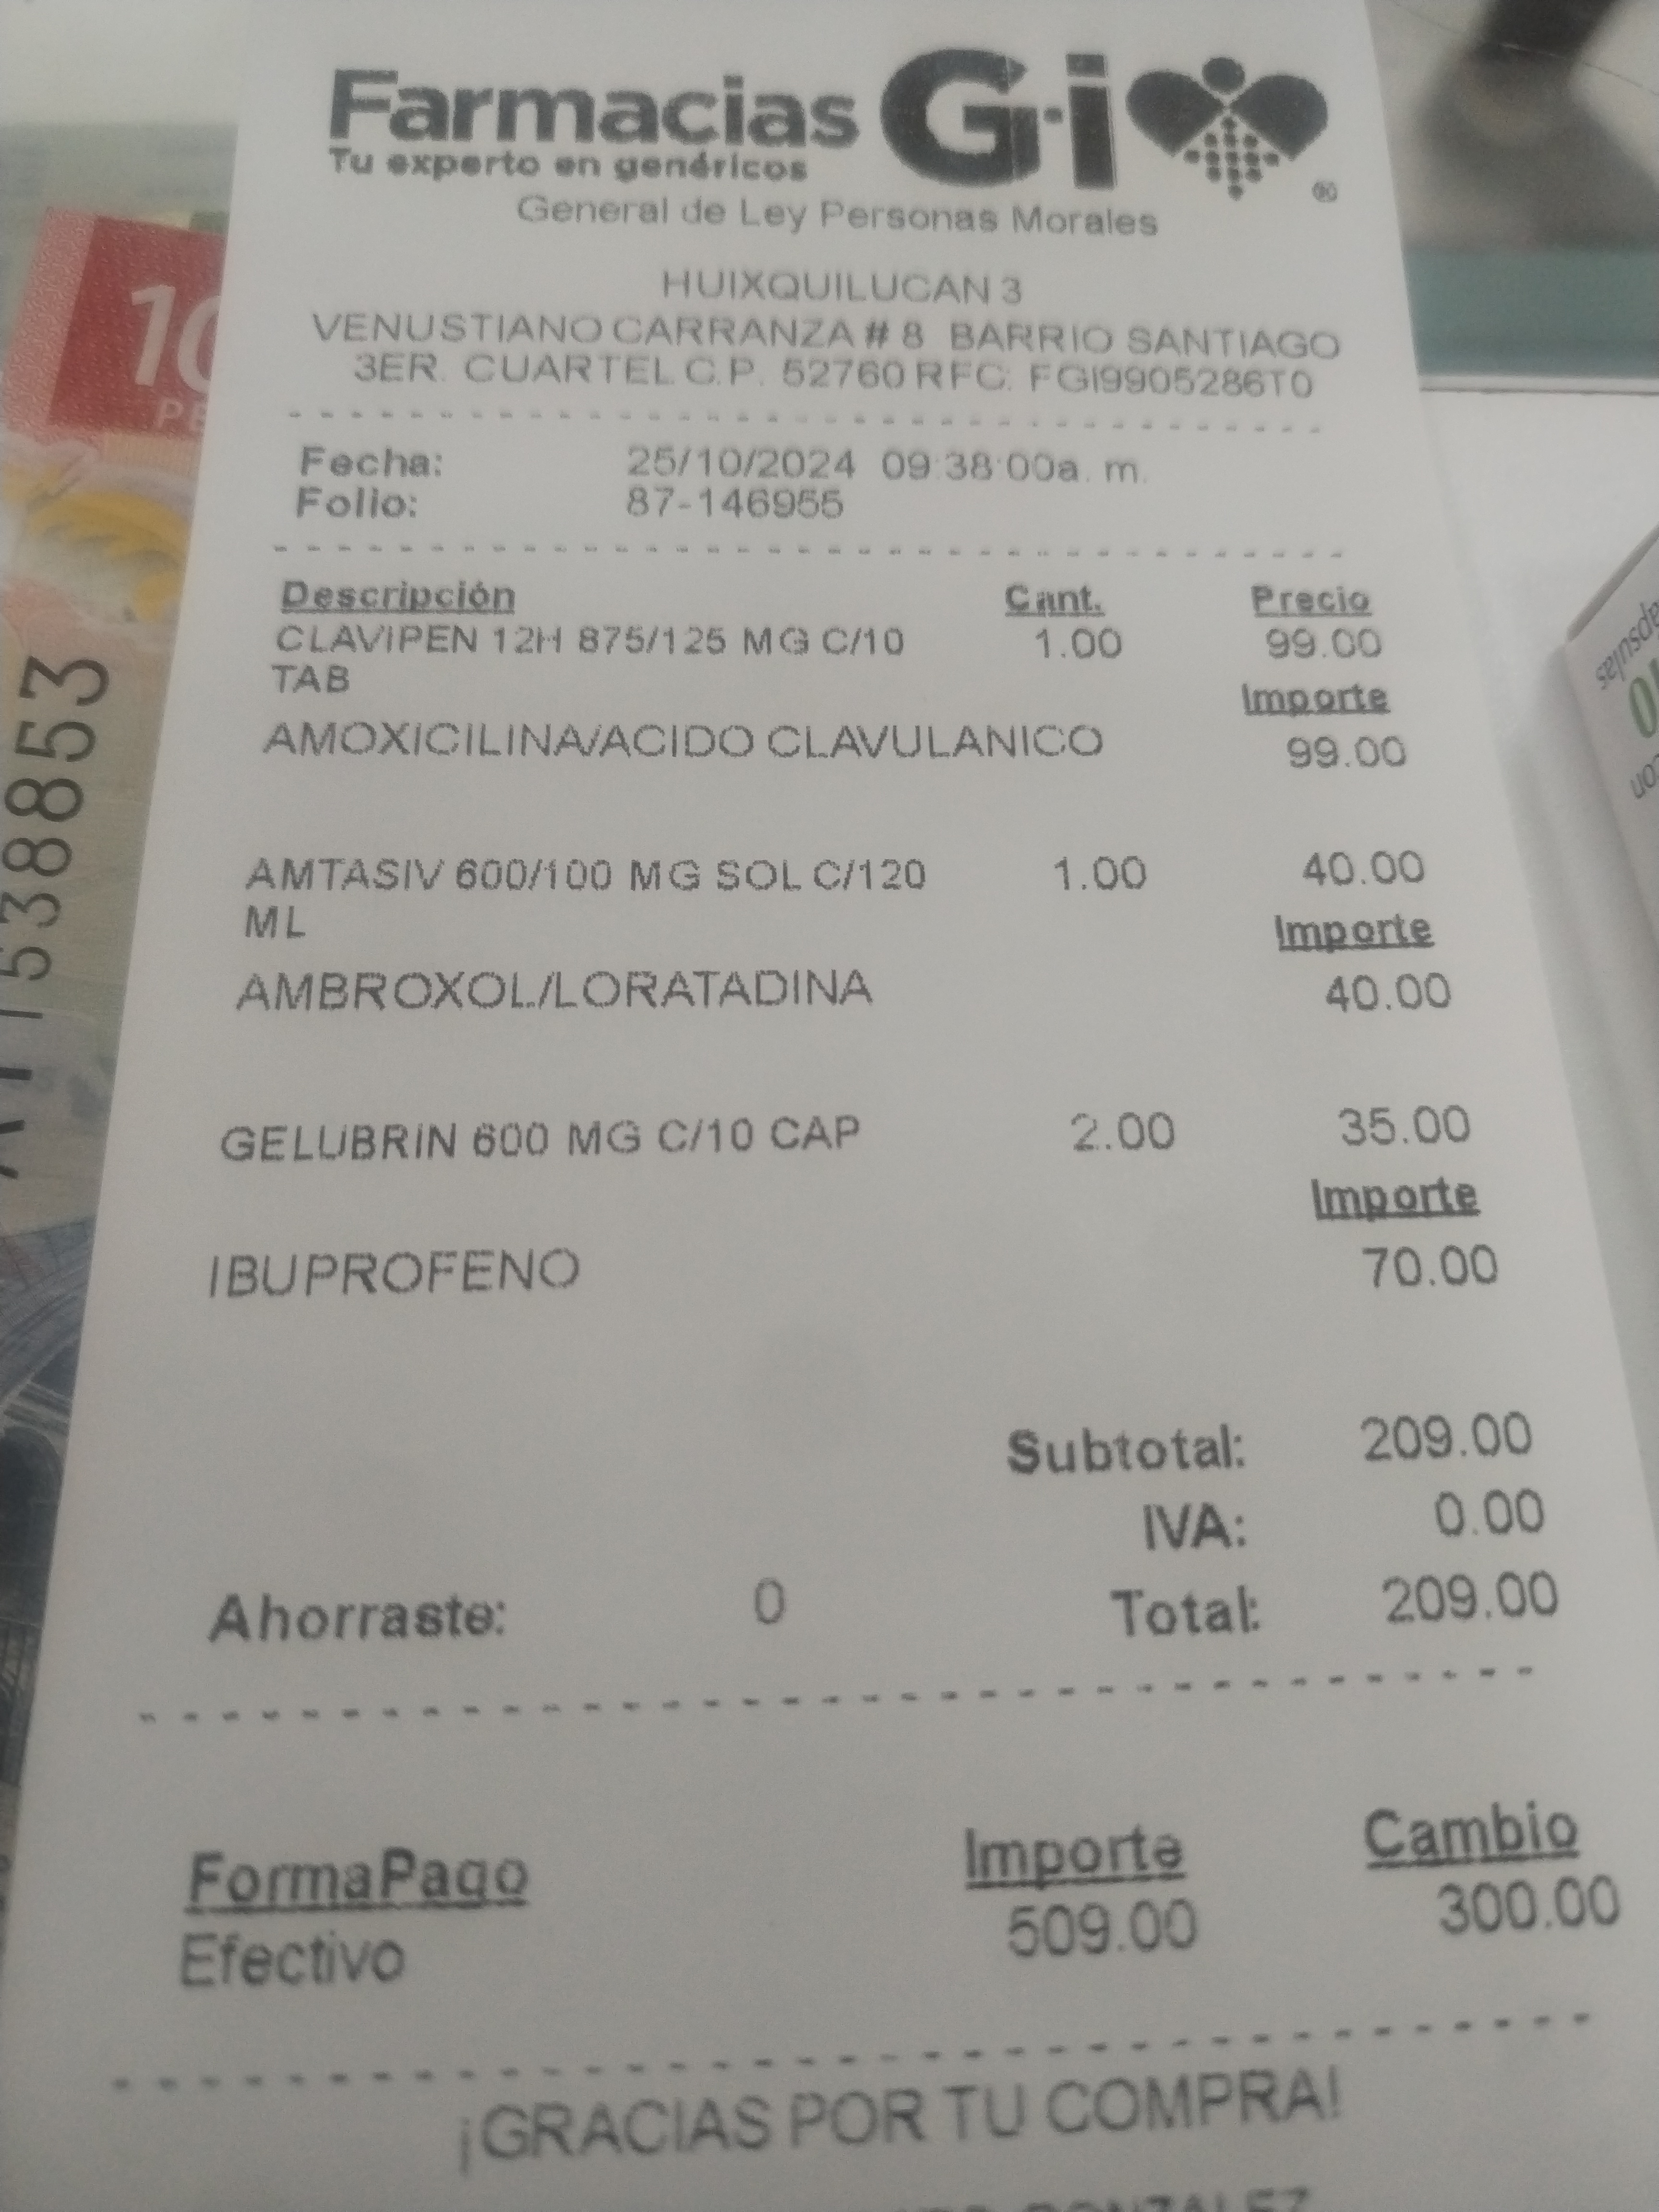 Farmacias G·i
Tu experto en genéricos
®
General de Ley Personas Morales
HUIXQUILUCAN 3
VENUSTIANO CARRANZA # 8 BARRIO SANTIAGO
3ER. CUARTEL C.P. 52760 RFC: FGI9905286T0
Fecha: 25/10/2024 09:38:00a. m.
Folio: 87-146955
Descripción Cant. Precio
CLAVIPEN 12H 875/125 MG C/10 1.00 99.00
TAB Importe
AMOXICILINA/ACIDO CLAVULANICO 99.00
AMTASIV 600/100 MG SOL C/120 1.00 40.00
ML Importe
AMBROXOL/LORATADINA 40.00
GELUBRIN 600 MG C/10 CAP 2.00 35.00
Importe
IBUPROFENO 70.00
Subtotal: 209.00
IVA: 0.00
Ahorraste: 0 Total: 209.00
FormaPago Importe Cambio
Efectivo 509.00 300.00
¡GRACIAS POR TU COMPRA!
GONZALEZ
10
1538853